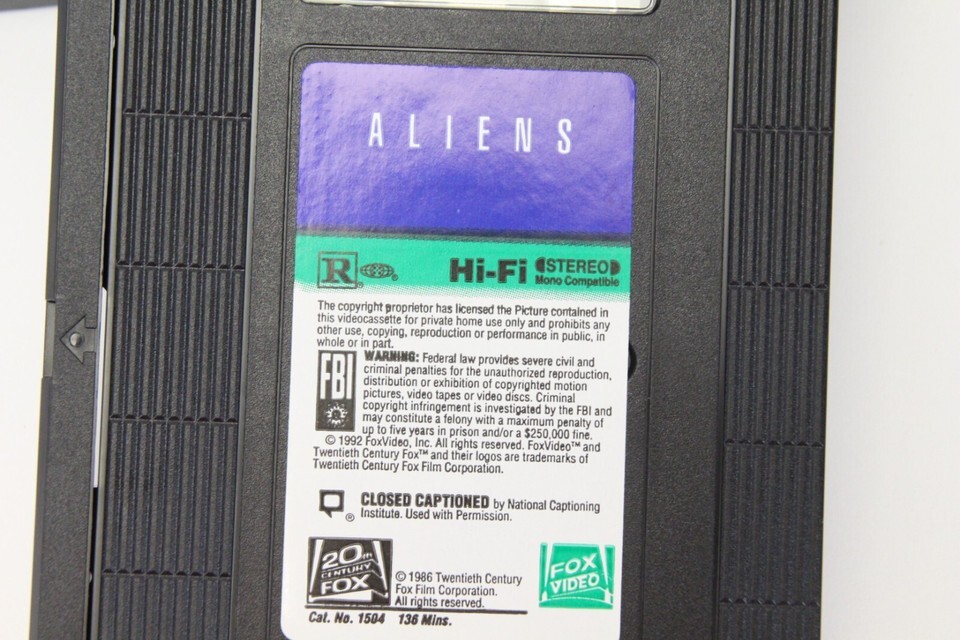 ALIENS
R ® ®
Hi-Fi STEREO
Mono Compatible
The copyright proprietor has licensed the Picture contained in
this videocassette for private home use only and prohibits any
other use, copying, reproduction or performance in public, in
whole or in part.
FBI
WARNING: Federal law provides severe civil and
criminal penalties for the unauthorized reproduction,
distribution or exhibition of copyrighted motion
pictures, video tapes or video discs. Criminal
copyright infringement is investigated by the FBI and
may constitute a felony with a maximum penalty of
up to five years in prison and/or a $250,000 fine.
© 1992 FoxVideo, Inc. All rights reserved. FoxVideo™ and
Twentieth Century Fox™ and their logos are trademarks of
Twentieth Century Fox Film Corporation.
® CLOSED CAPTIONED by National Captioning
Institute. Used with Permission.
20th
CENTURY
FOX
© 1986 Twentieth Century
Fox Film Corporation.
All rights reserved.
FOX
VIDEO
Cat. No. 1504 136 Mins.